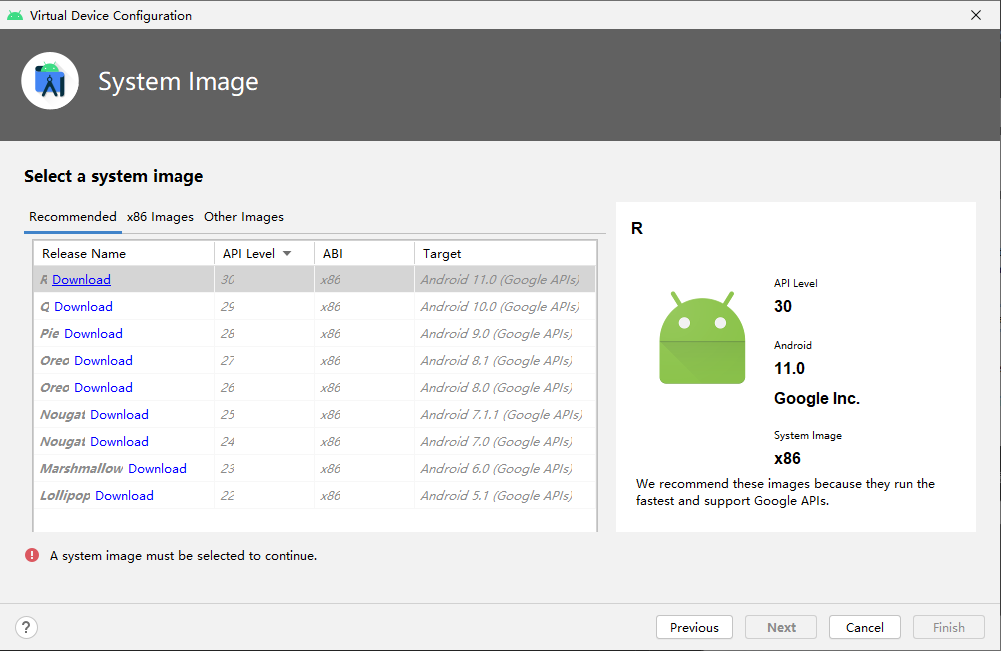 Virtual Device Configuration
System Image
Select a system image
Recommended x86 Images Other Images
Release Name API Level ABI Target
R Download 30 x86 Android 11.0 (Google APIs)
Q Download 29 x86 Android 10.0 (Google APIs)
Pie Download 28 x86 Android 9.0 (Google APIs)
Oreo Download 27 x86 Android 8.1 (Google APIs)
Oreo Download 26 x86 Android 8.0 (Google APIs)
Nougat Download 25 x86 Android 7.1.1 (Google APIs)
Nougat Download 24 x86 Android 7.0 (Google APIs)
Marshmallow Download 23 x86 Android 6.0 (Google APIs)
Lollipop Download 22 x86 Android 5.1 (Google APIs)
R
API Level
30
Android
11.0
Google Inc.
System Image
x86
We recommend these images because they run the
fastest and support Google APIs.
A system image must be selected to continue.
? Previous Next Cancel Finish